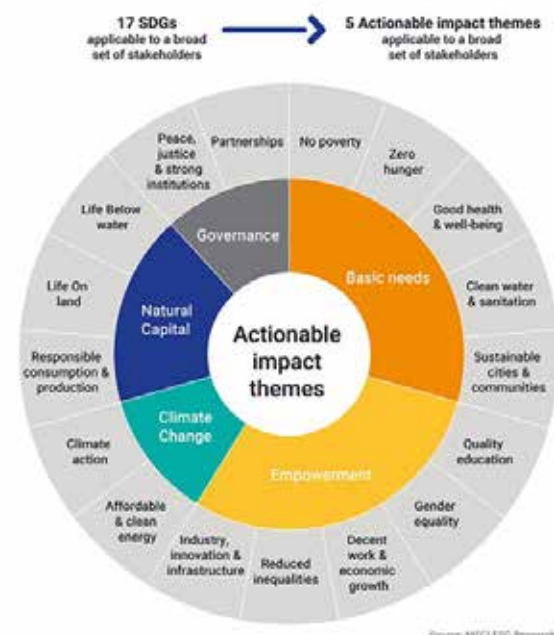 17 SDGs
applicable to a broad
set of stakeholders
5 Actionable impact themes
applicable to a broad
set of stakeholders
Partnerships
No poverty
Peace,
justice
& strong
institutions
Zero
hunger
Life Below
water
Good health
& well-being
Governance
Basic needs
Life On
land
Natural
Capital
Clean water
& sanitation
Actionable
impact
themes
Responsible
consumption &
production
Sustainable
cities &
communities
Climate
Change
Climate
action
Quality
education
Empowerment
Affordable
& clean
energy
Gender
equality
Industry,
innovation &
infrastructure
Reduced
inequalities
Decent
work &
economic
growth